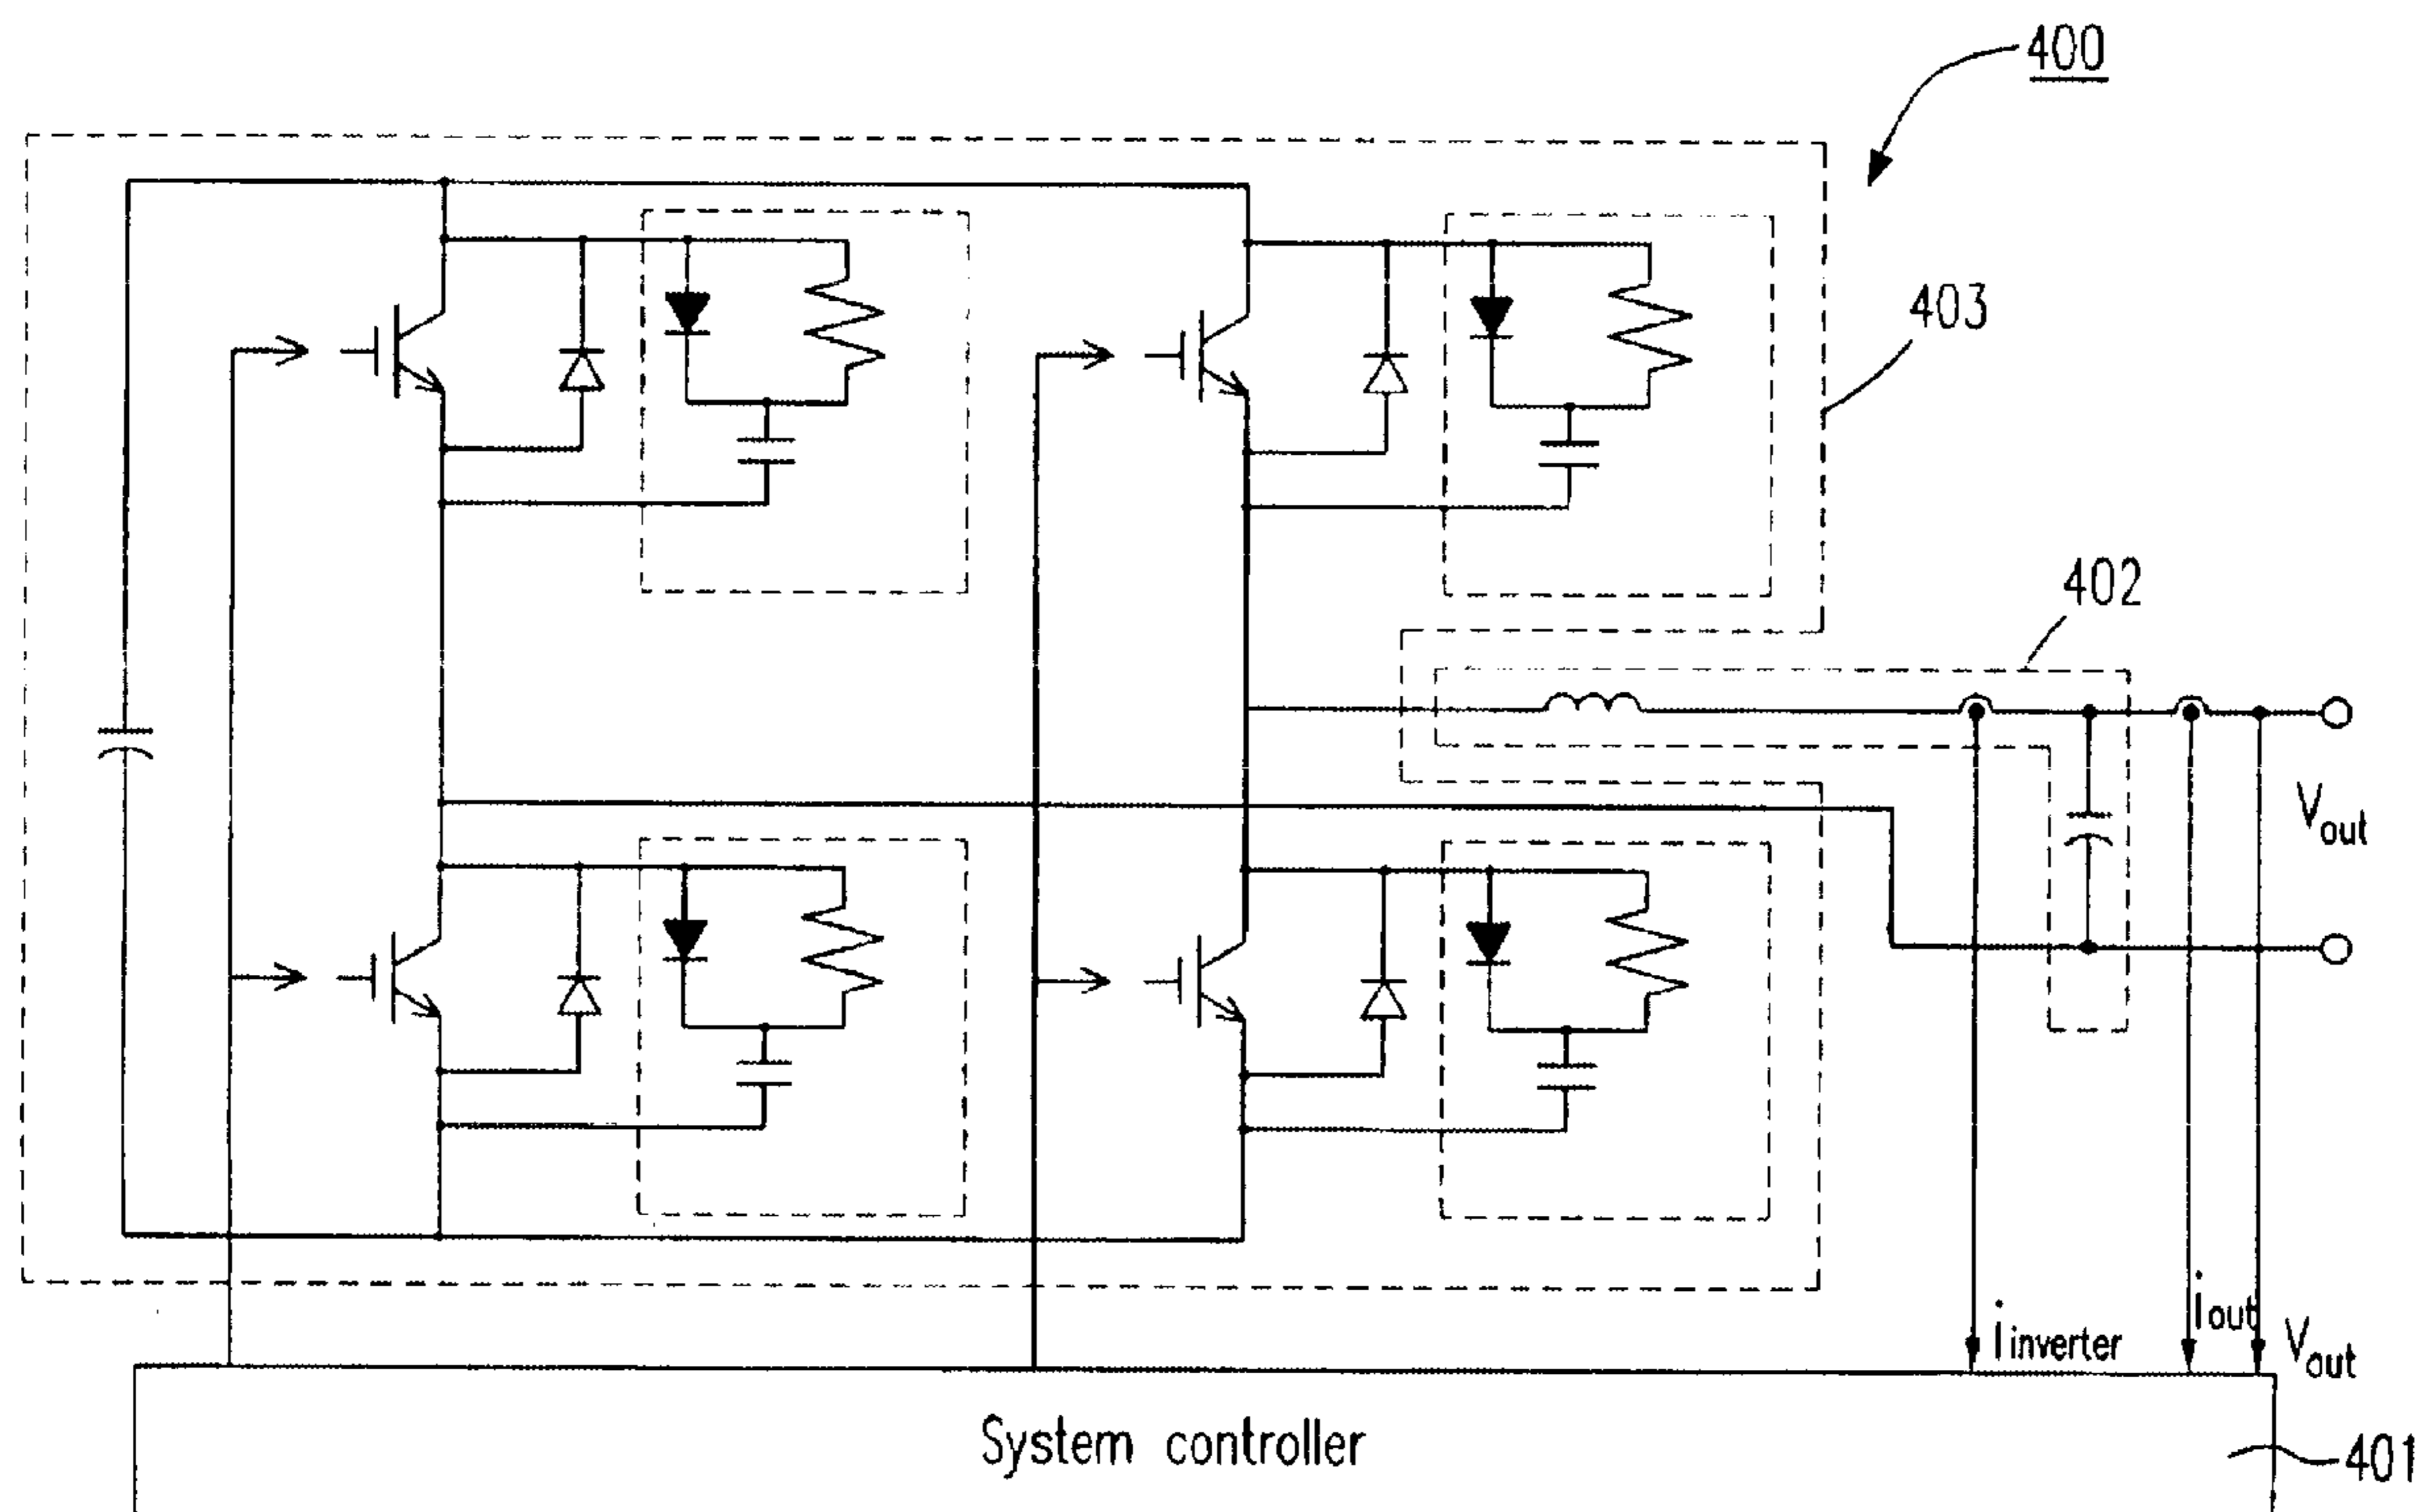 400
403
402
Vout
iinverter
iout
Vout
System controller
401